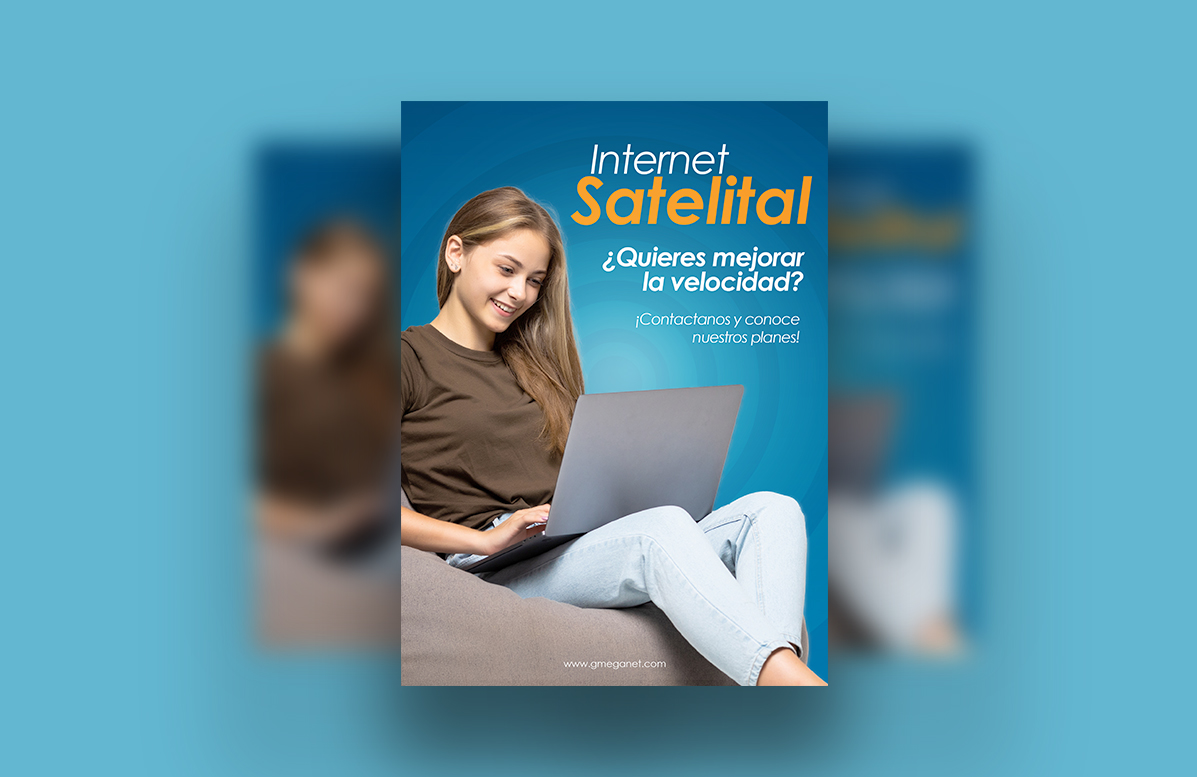 Internet
Satelital
¿Quieres mejorar
la velocidad?
¡Contactanos y conoce
nuestros planes!
www.gmeganet.com